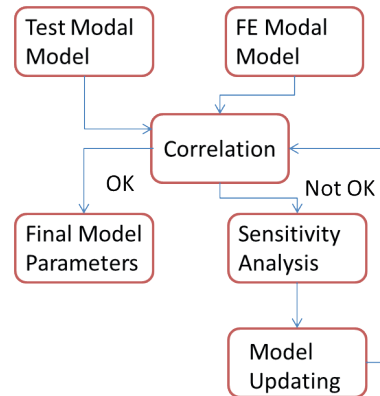 Test Modal
Model
FE Modal
Model
Correlation
OK
Not OK
Final Model
Parameters
Sensitivity
Analysis
Model
Updating